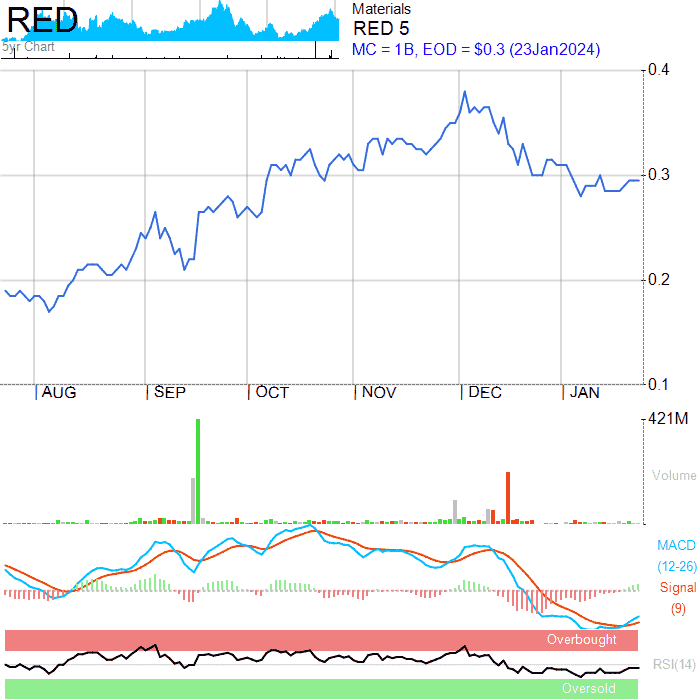 RED
5yr Chart
Materials
RED 5
MC = 1B, EOD = $0.3 (23Jan2024)
0.4
0.3
0.2
0.1
AUG SEP OCT NOV DEC JAN
421M
Volume
MACD
(12-26)
Signal
(9)
Overbought
RSI(14)
Oversold